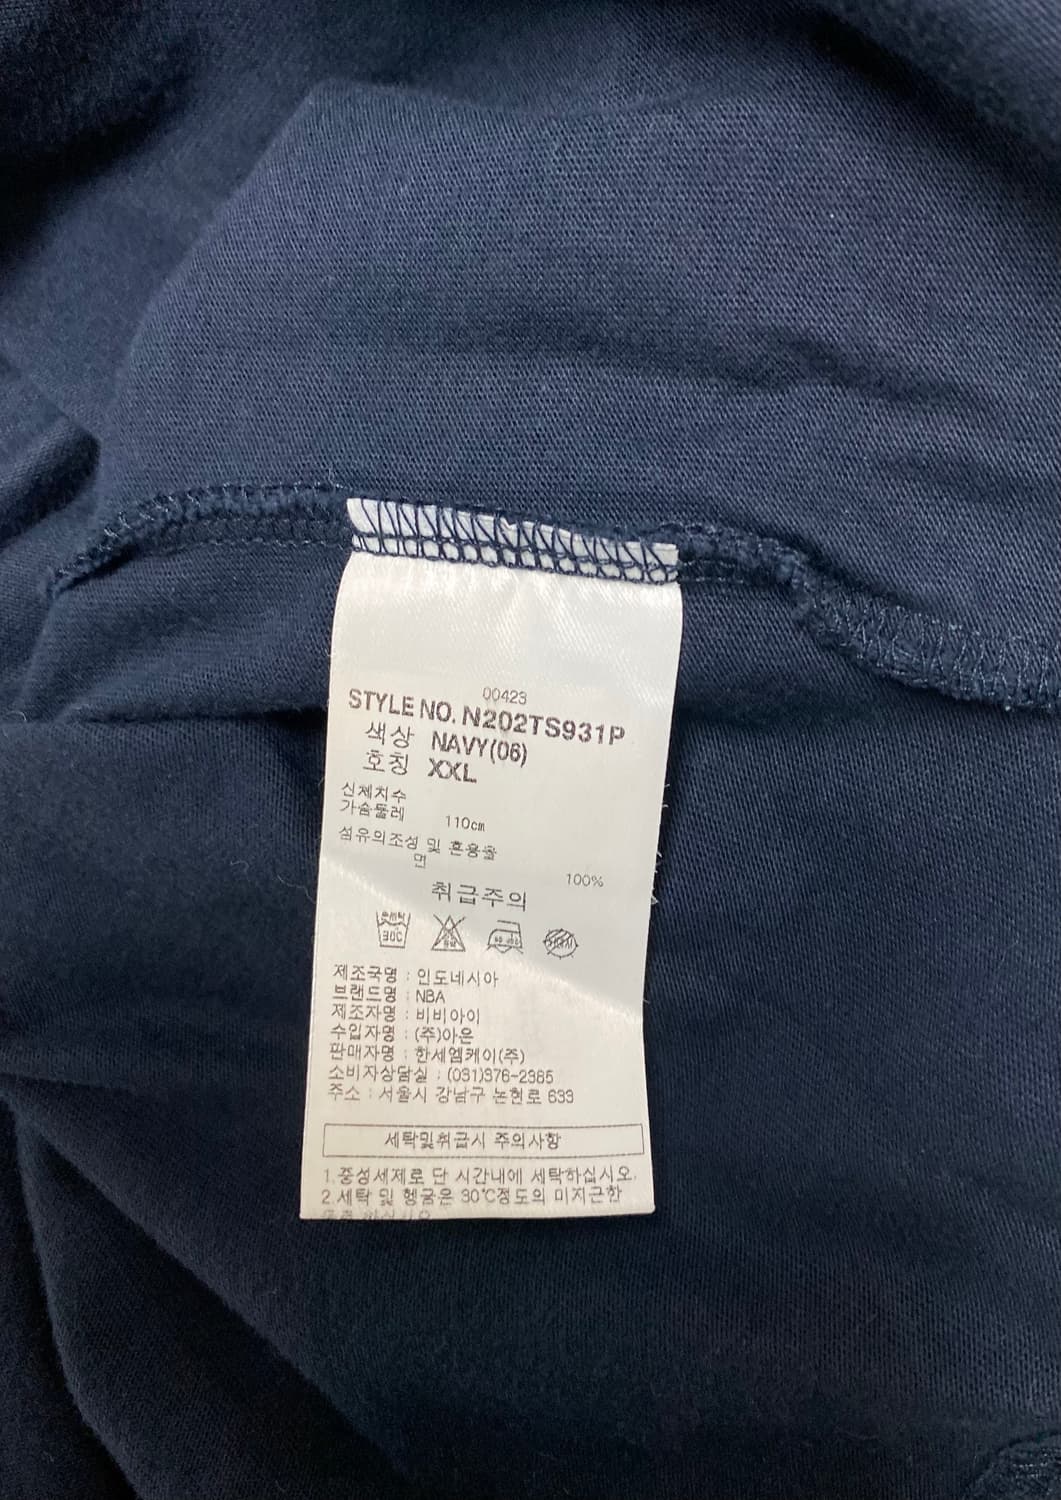 00423
STYLE NO. N202TS931P
색상 NAVY(06)
호칭 XXL
신체치수
가슴둘레 110cm
섬유의조성 및 혼용율
면 100%
취급주의
30C
제조국명 : 인도네시아
브랜드명 : NBA
제조자명 : 비비아이
수입자명 : (주)아은
판매자명 : 한세엠케이(주)
소비자상담실 : (031)376-2385
주소 : 서울시 강남구 논현로 633
세탁및취급시 주의사항
1.중성세제로 단 시간내에 세탁하십시오.
2.세탁 및 헹굼은 30℃정도의 미지근한